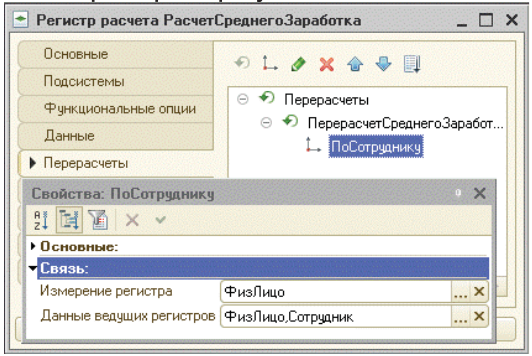 Регистр расчета РасчетСреднегоЗаработка
Основные
Подсистемы
Функциональные опции
Данные
Перерасчеты
Перерасчеты
ПерерасчетСреднегоЗаработ...
ПоСотруднику
Свойства: ПоСотруднику
Основные:
Связь:
Измерение регистра ФизЛицо ...
Данные ведущих регистров ФизЛицо,Сотрудник ...